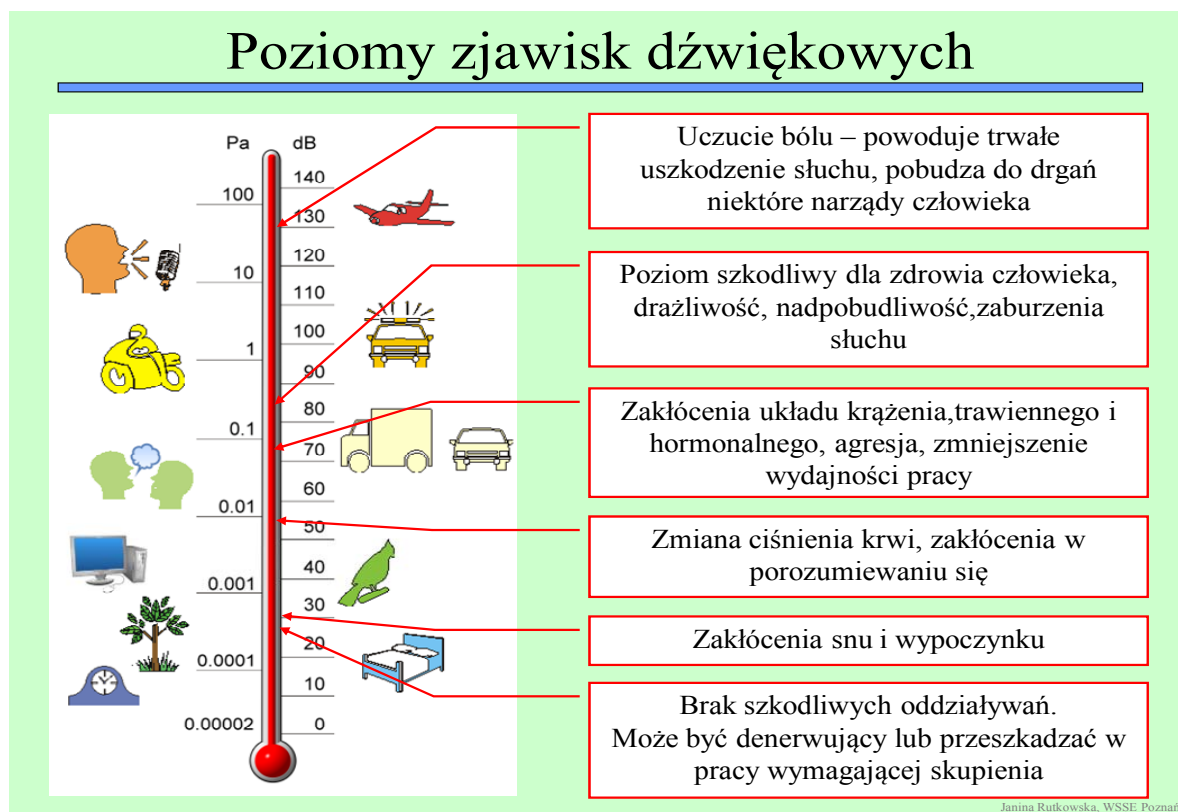 Poziomy zjawisk dźwiękowych
Pa
dB
140
100
130
120
10
110
100
1
90
80
0.1
70
60
0.01
50
40
0.001
30
20
0.0001
10
0.00002
0
Uczucie bólu – powoduje trwałe
uszkodzenie słuchu, pobudza do drgań
niektóre narządy człowieka
Poziom szkodliwy dla zdrowia człowieka,
drażliwość, nadpobudliwość,zaburzenia
słuchu
Zakłócenia układu krążenia,trawiennego i
hormonalnego, agresja, zmniejszenie
wydajności pracy
Zmiana ciśnienia krwi, zakłócenia w
porozumiewaniu się
Zakłócenia snu i wypoczynku
Brak szkodliwych oddziaływań.
Może być denerwujący lub przeszkadzać w
pracy wymagającej skupienia
Janina Rutkowska, WSSE Poznań